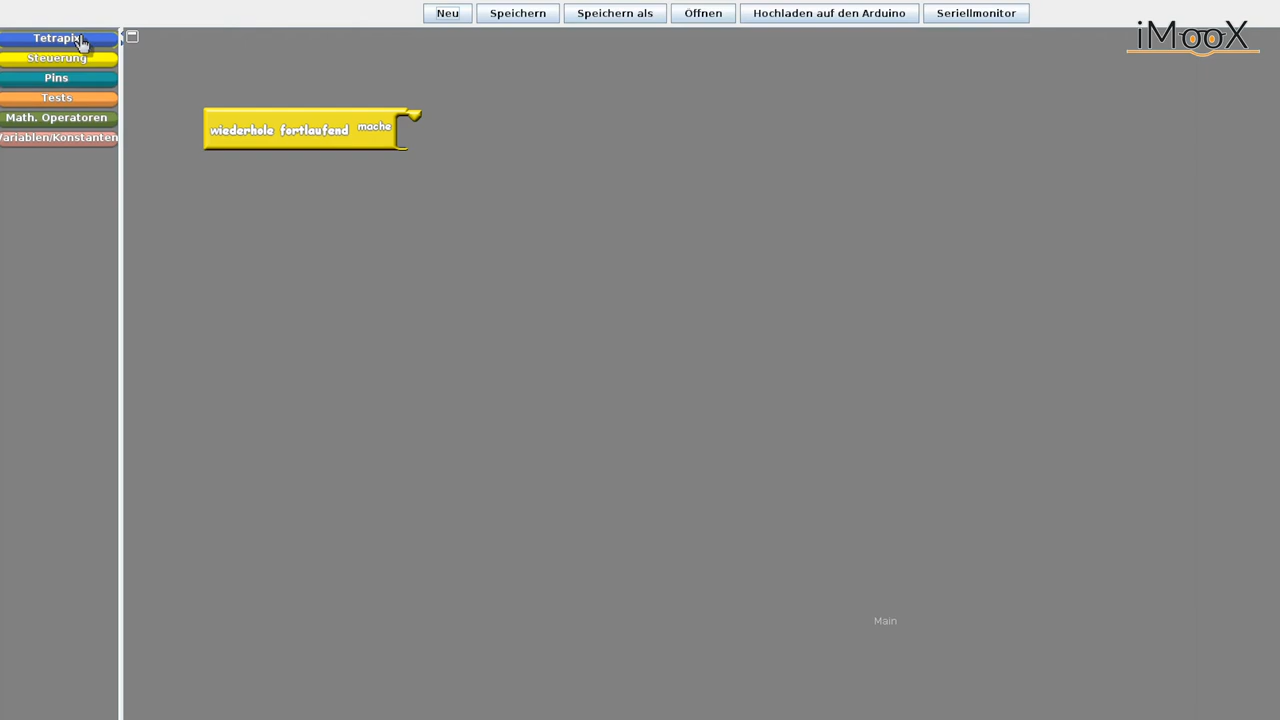 Neu Speichern Speichern als Öffnen Hochladen auf den Arduino Seriellmonitor
iMooX
Tetrapix
Steuerung
Pins
Tests
Math. Operatoren
Variablen/Konstanten
wiederhole fortlaufend mache
Main